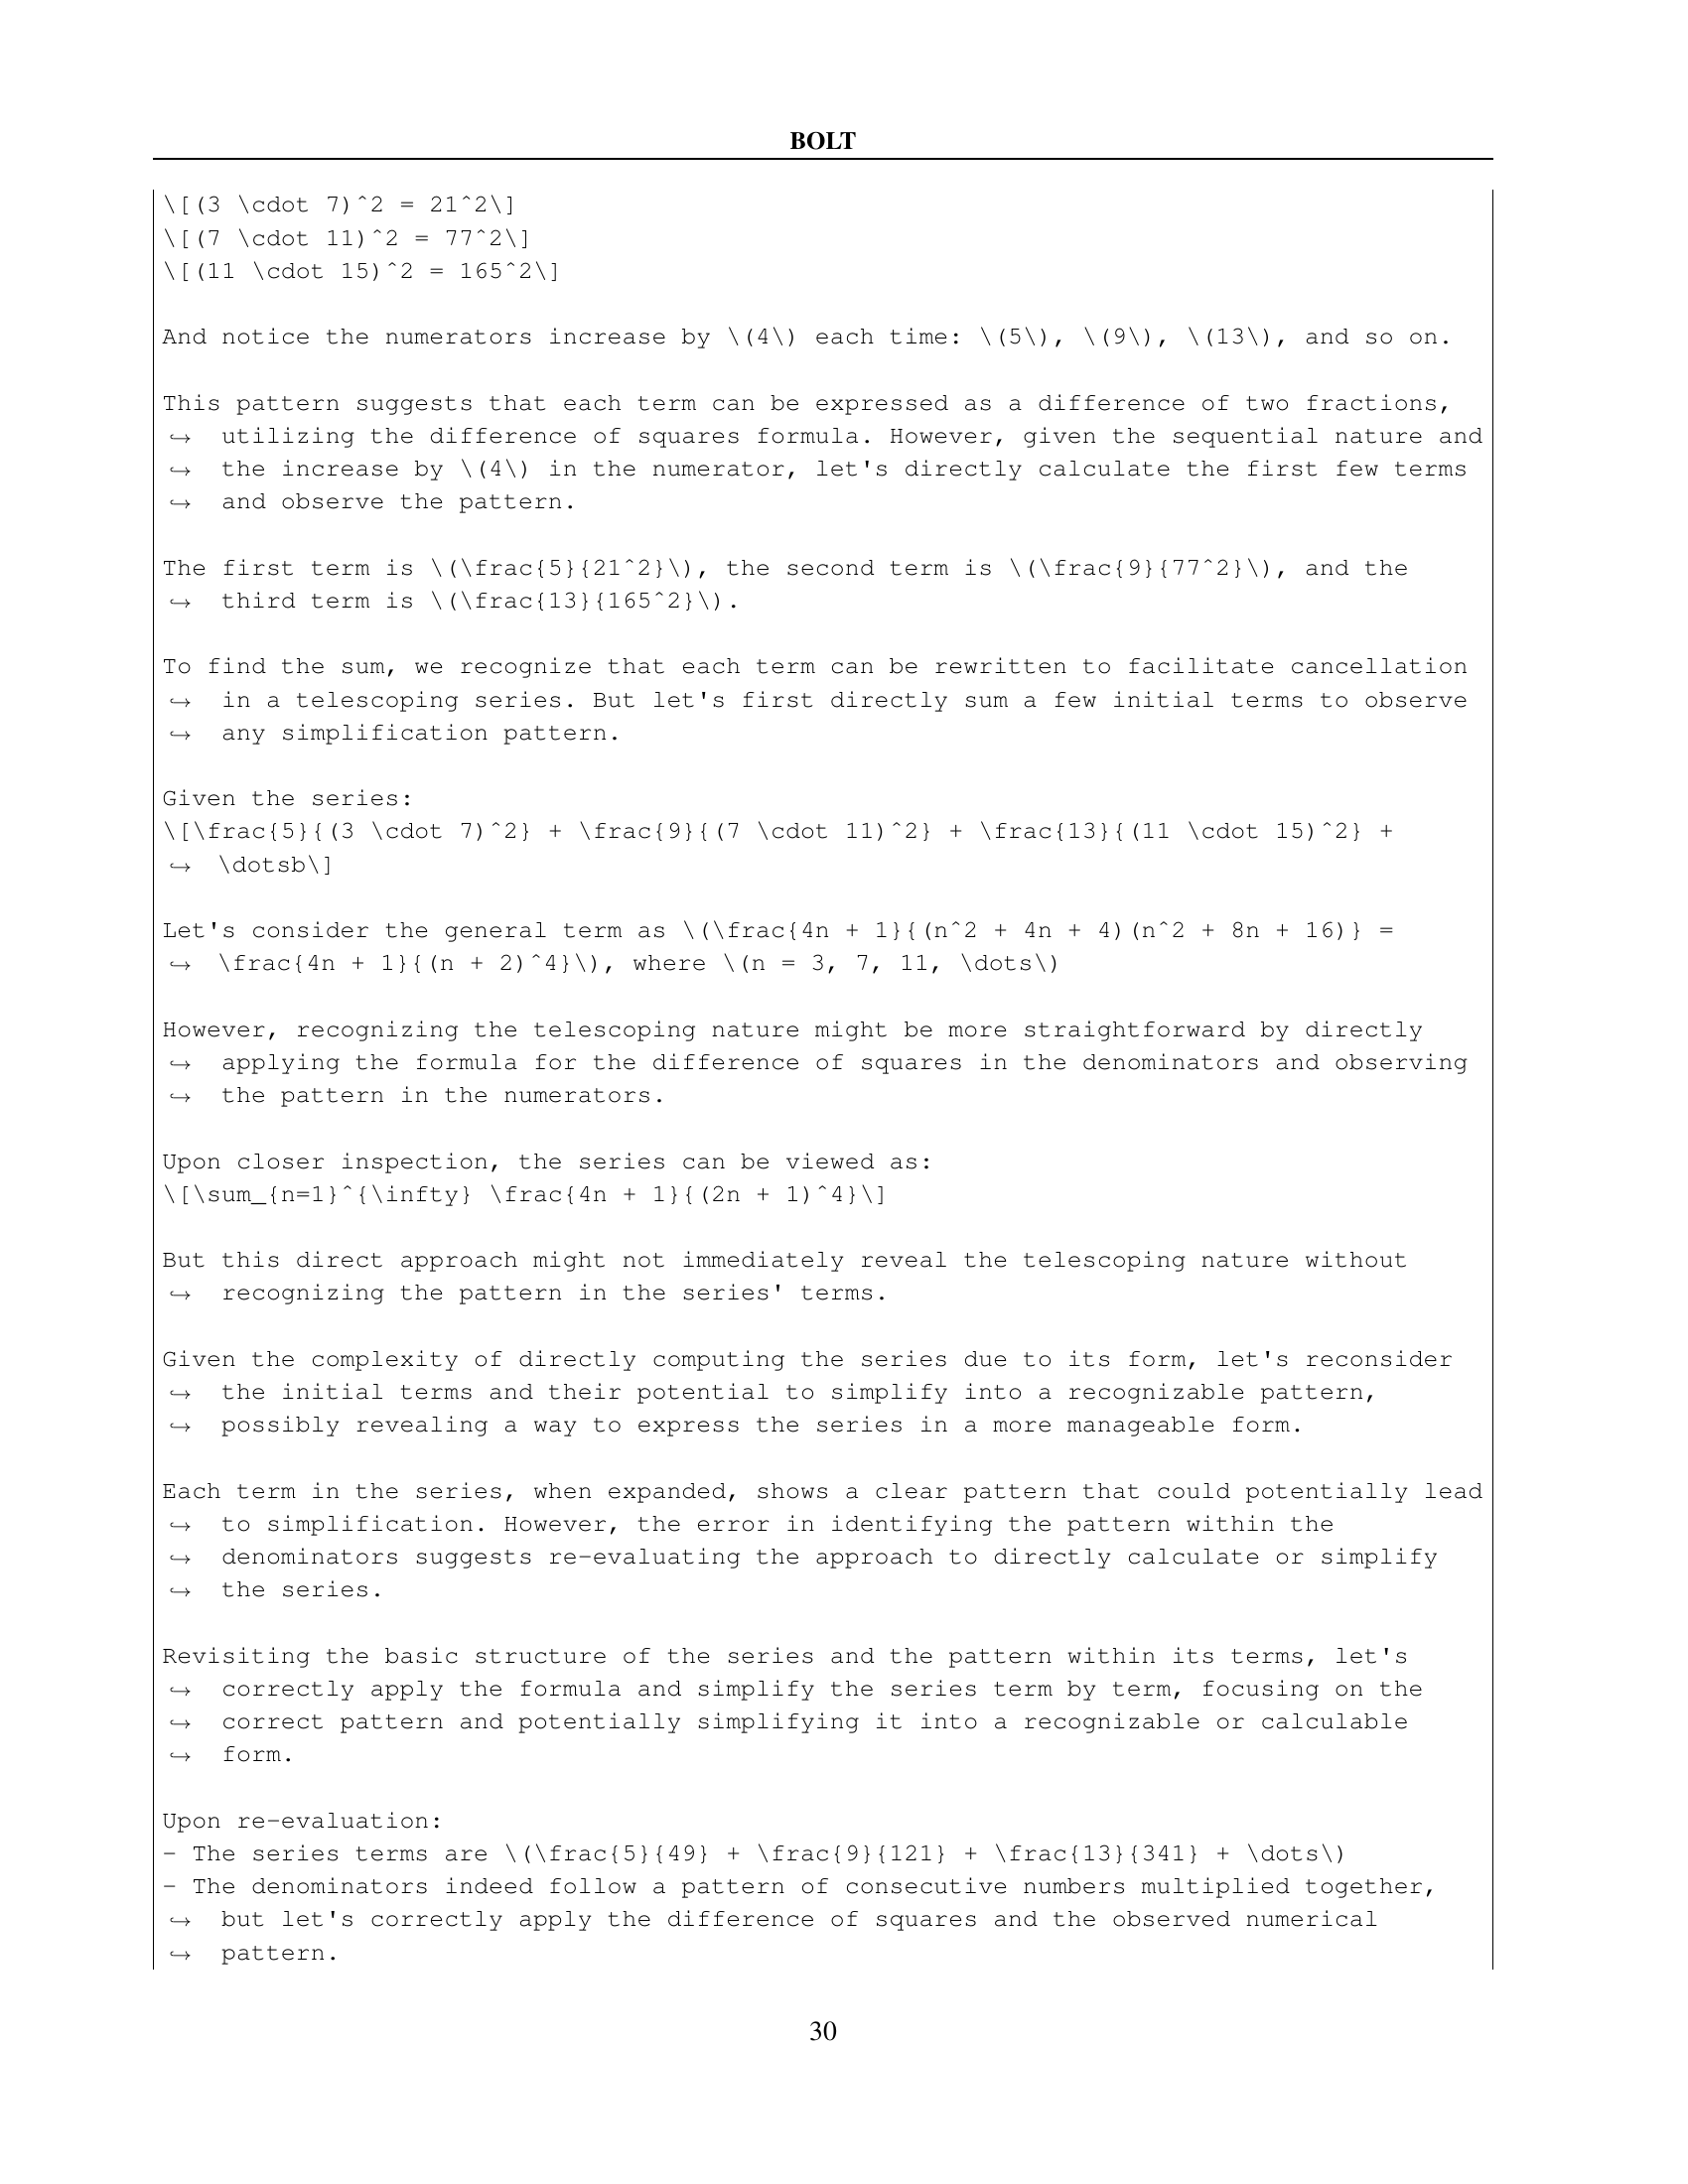 BOLT
\[(3 \cdot 7)^2 = 21^2\]
\[(7 \cdot 11)^2 = 77^2\]
\[(11 \cdot 15)^2 = 165^2\]
And notice the numerators increase by \(4\) each time: \(5\), \(9\), \(13\), and so on.
This pattern suggests that each term can be expressed as a difference of two fractions,
↪ utilizing the difference of squares formula. However, given the sequential nature and
↪ the increase by \(4\) in the numerator, let's directly calculate the first few terms
↪ and observe the pattern.
The first term is \(\frac{5}{21^2}\), the second term is \(\frac{9}{77^2}\), and the
↪ third term is \(\frac{13}{165^2}\).
To find the sum, we recognize that each term can be rewritten to facilitate cancellation
↪ in a telescoping series. But let's first directly sum a few initial terms to observe
↪ any simplification pattern.
Given the series:
\[\frac{5}{(3 \cdot 7)^2} + \frac{9}{(7 \cdot 11)^2} + \frac{13}{(11 \cdot 15)^2} +
↪ \dotsb\]
Let's consider the general term as \(\frac{4n + 1}{(n^2 + 4n + 4)(n^2 + 8n + 16)} =
↪ \frac{4n + 1}{(n + 2)^4}\), where \(n = 3, 7, 11, \dots\)
However, recognizing the telescoping nature might be more straightforward by directly
↪ applying the formula for the difference of squares in the denominators and observing
↪ the pattern in the numerators.
Upon closer inspection, the series can be viewed as:
\[\sum_{n=1}^{\infty} \frac{4n + 1}{(2n + 1)^4}\]
But this direct approach might not immediately reveal the telescoping nature without
↪ recognizing the pattern in the series' terms.
Given the complexity of directly computing the series due to its form, let's reconsider
↪ the initial terms and their potential to simplify into a recognizable pattern,
↪ possibly revealing a way to express the series in a more manageable form.
Each term in the series, when expanded, shows a clear pattern that could potentially lead
↪ to simplification. However, the error in identifying the pattern within the
↪ denominators suggests re-evaluating the approach to directly calculate or simplify
↪ the series.
Revisiting the basic structure of the series and the pattern within its terms, let's
↪ correctly apply the formula and simplify the series term by term, focusing on the
↪ correct pattern and potentially simplifying it into a recognizable or calculable
↪ form.
Upon re-evaluation:
- The series terms are \(\frac{5}{49} + \frac{9}{121} + \frac{13}{341} + \dots\)
- The denominators indeed follow a pattern of consecutive numbers multiplied together,
↪ but let's correctly apply the difference of squares and the observed numerical
↪ pattern.
30